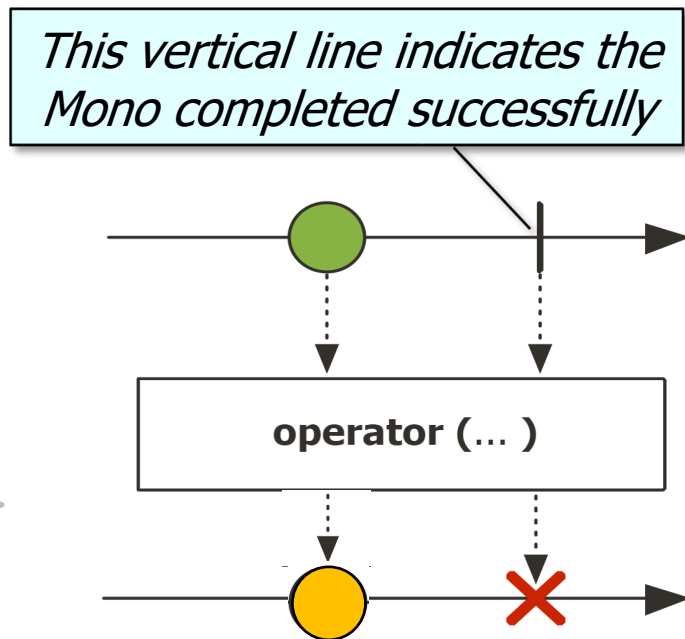 This vertical line indicates the
Mono completed successfully
operator (... )